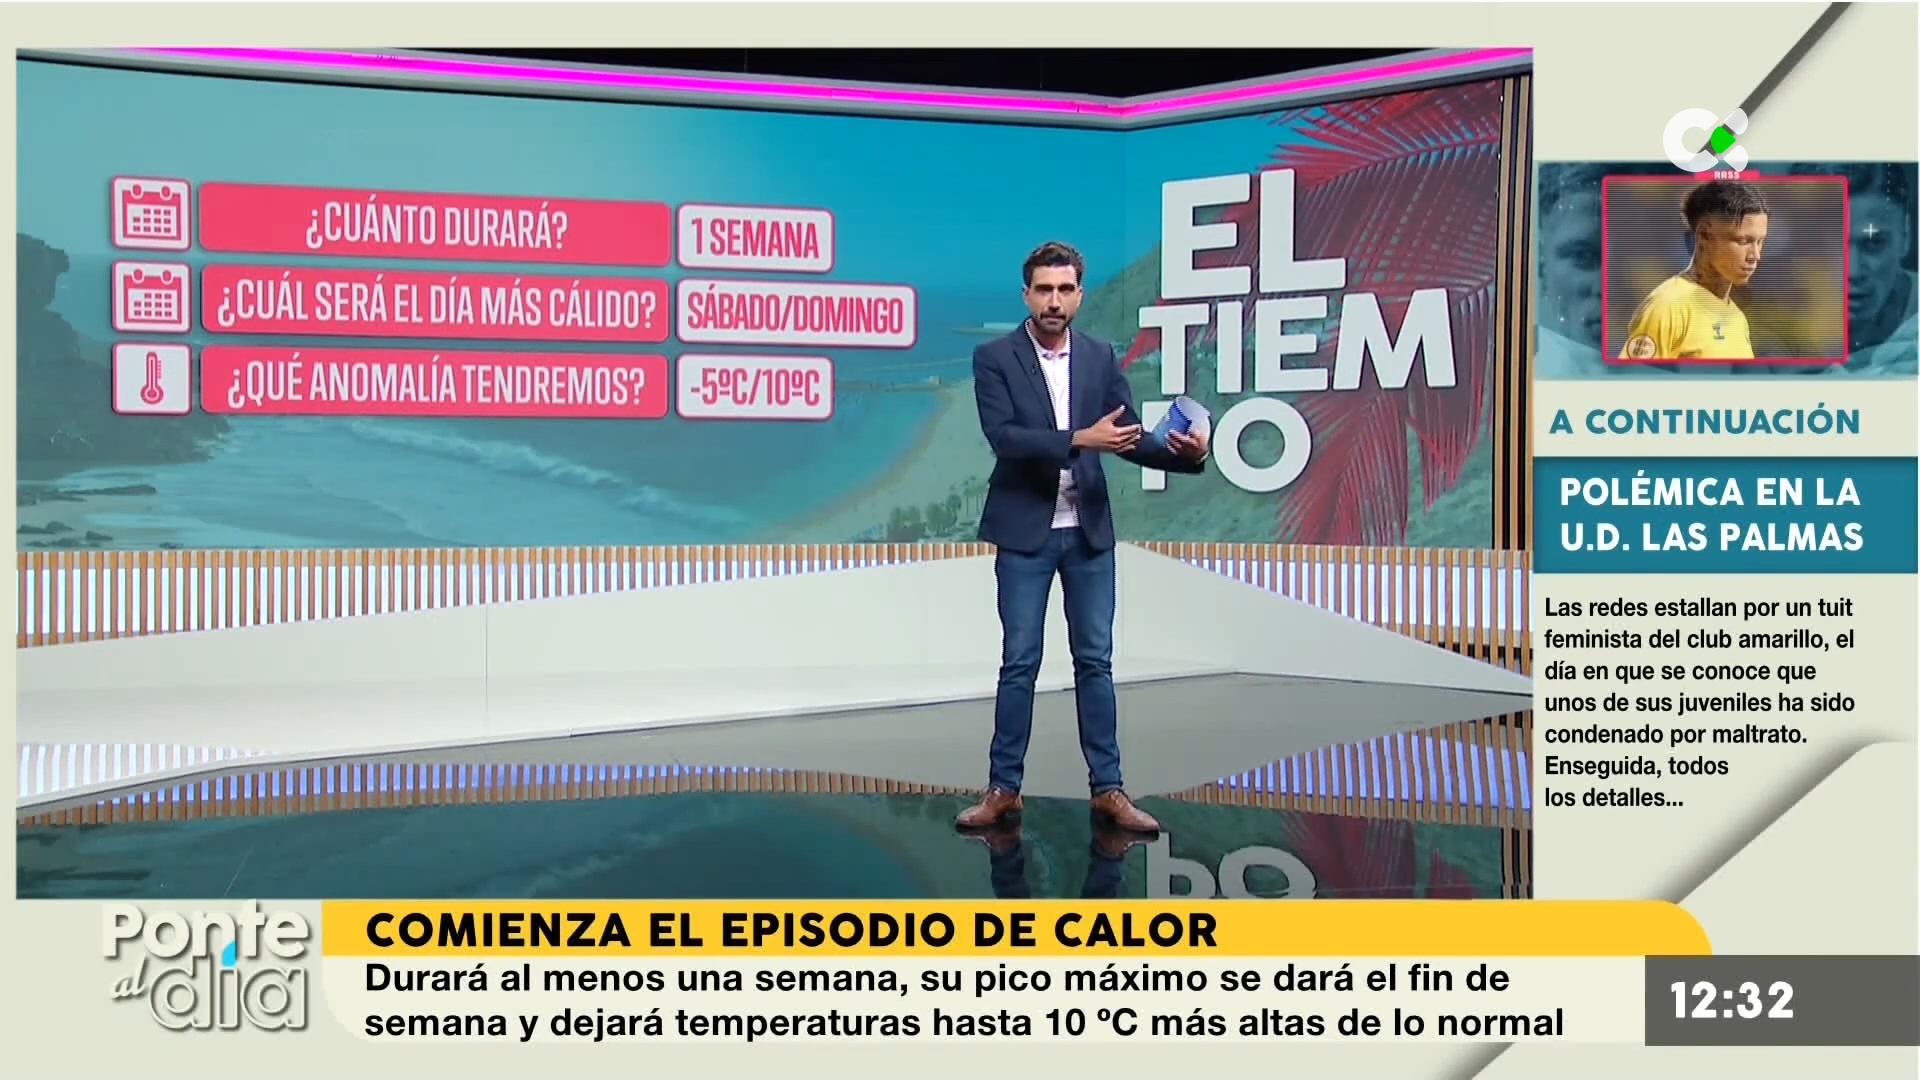 ¿CUÁNTO DURARÁ? 1 SEMANA
¿CUÁL SERÁ EL DÍA MÁS CÁLIDO? SÁBADO/DOMINGO
¿QUÉ ANOMALÍA TENDREMOS? -5ºC/10ºC
EL
TIEM
PO
RRSS
A CONTINUACIÓN
POLÉMICA EN LA
U.D. LAS PALMAS
Las redes estallan por un tuit
feminista del club amarillo, el
día en que se conoce que
unos de sus juveniles ha sido
condenado por maltrato.
Enseguida, todos
los detalles...
Ponte
al día
COMIENZA EL EPISODIO DE CALOR
Durará al menos una semana, su pico máximo se dará el fin de
semana y dejará temperaturas hasta 10 ºC más altas de lo normal
12:32